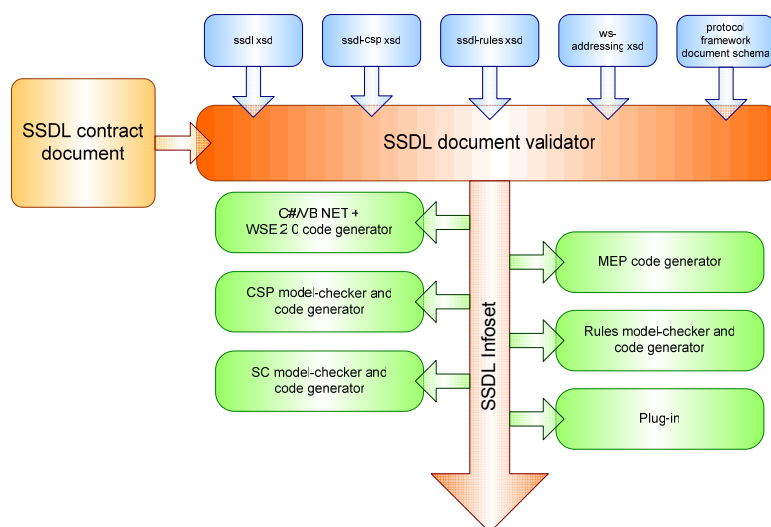 ssdl xsd
ssdl-csp xsd
ssdl-rules xsd
ws-
addressing xsd
protocol
framework
document schema
SSDL contract
document
SSDL document validator
C#/VB NET +
WSE 2 0 code generator
MEP code generator
CSP model-checker and
code generator
Rules model-checker and
code generator
SC model-checker and
code generator
Plug-in
SSDL Infoset